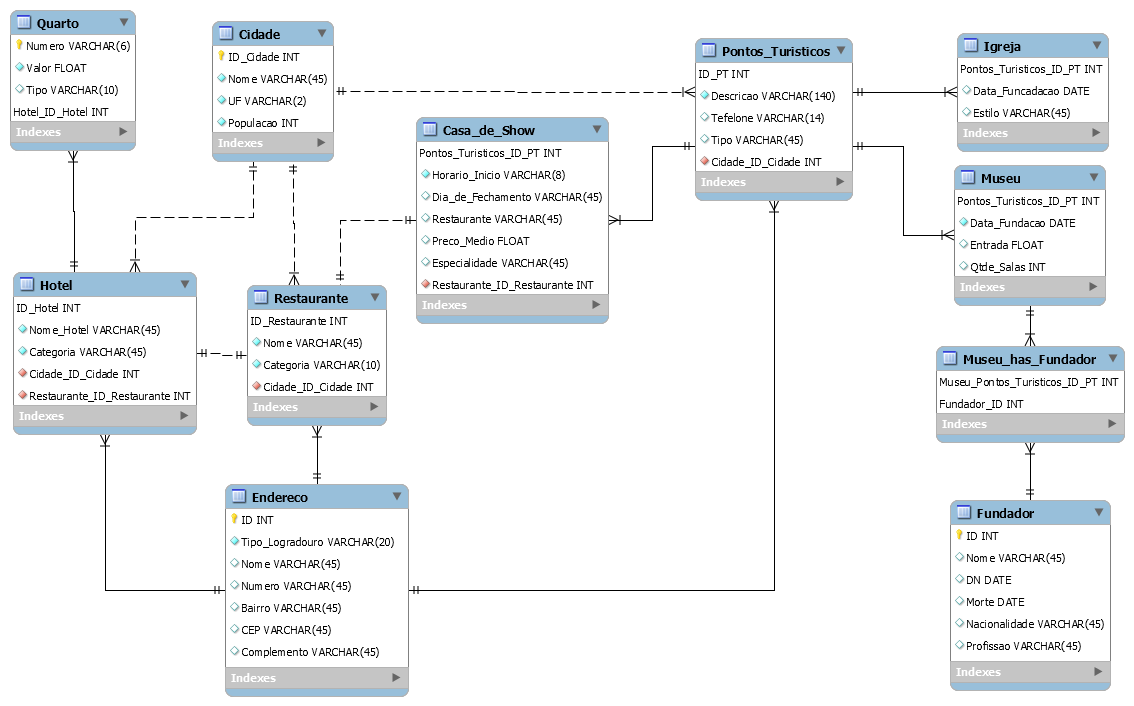 Quarto
Numero VARCHAR(6)
Valor FLOAT
Tipo VARCHAR(10)
Hotel_ID_Hotel INT
Indexes
Cidade
ID_Cidade INT
Nome VARCHAR(45)
UF VARCHAR(2)
Populacao INT
Indexes
Pontos_Turisticos
ID_PT INT
Descricao VARCHAR(140)
Tefelone VARCHAR(14)
Tipo VARCHAR(45)
Cidade_ID_Cidade INT
Indexes
Igreja
Pontos_Turisticos_ID_PT INT
Data_Funcadacao DATE
Estilo VARCHAR(45)
Indexes
Casa_de_Show
Pontos_Turisticos_ID_PT INT
Horario_Inicio VARCHAR(8)
Dia_de_Fechamento VARCHAR(45)
Restaurante VARCHAR(45)
Preco_Medio FLOAT
Especialidade VARCHAR(45)
Restaurante_ID_Restaurante INT
Indexes
Museu
Pontos_Turisticos_ID_PT INT
Data_Fundacao DATE
Entrada FLOAT
Qtde_Salas INT
Indexes
Hotel
ID_Hotel INT
Nome_Hotel VARCHAR(45)
Categoria VARCHAR(45)
Cidade_ID_Cidade INT
Restaurante_ID_Restaurante INT
Indexes
Restaurante
ID_Restaurante INT
Nome VARCHAR(45)
Categoria VARCHAR(10)
Cidade_ID_Cidade INT
Indexes
Museu_has_Fundador
Museu_Pontos_Turisticos_ID_PT INT
Fundador_ID INT
Indexes
Endereco
ID INT
Tipo_Logradouro VARCHAR(20)
Nome VARCHAR(45)
Numero VARCHAR(45)
Bairro VARCHAR(45)
CEP VARCHAR(45)
Complemento VARCHAR(45)
Indexes
Fundador
ID INT
Nome VARCHAR(45)
DN DATE
Morte DATE
Nacionalidade VARCHAR(45)
Profissao VARCHAR(45)
Indexes